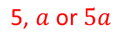 5, 𝑎 or 5𝑎